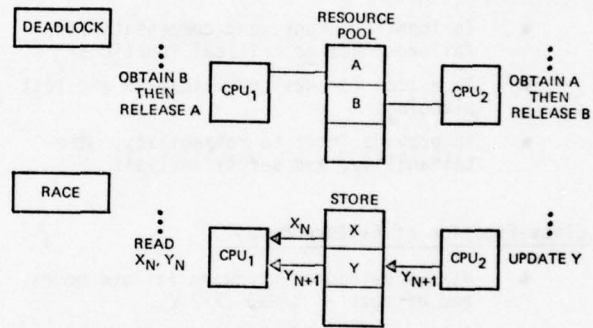 DEADLOCK
RESOURCE
POOL
OBTAIN B
THEN
RELEASE A
CPU1
A
B
CPU2
OBTAIN A
THEN
RELEASE B
RACE
STORE
READ
XN, YN
CPU1
XN
X
Y
YN+1
YN+1
CPU2
UPDATE Y